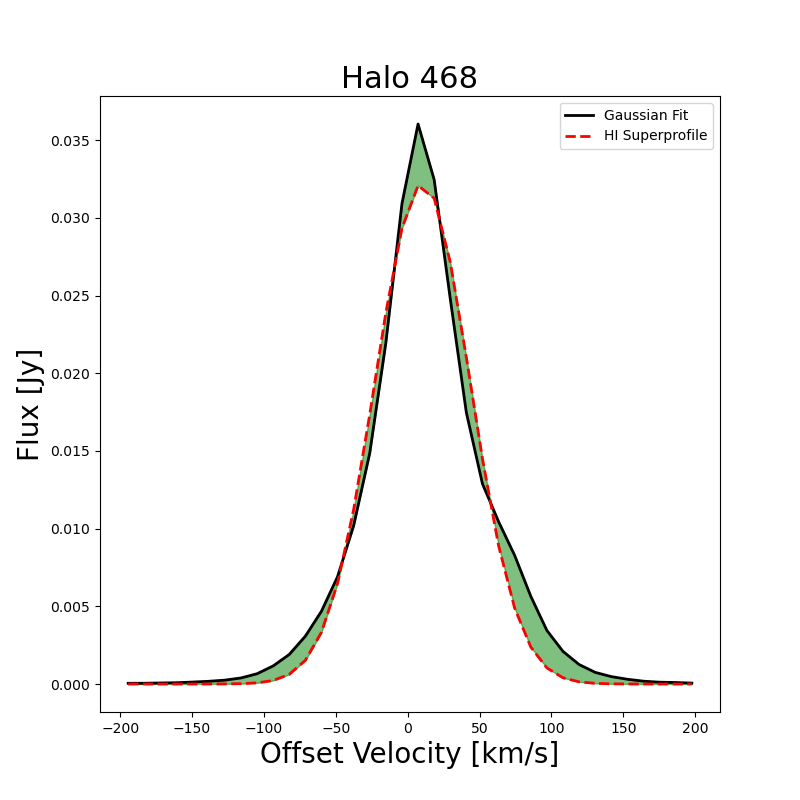 Halo 468
Gaussian Fit
HI Superprofile
0.035
0.030
0.025
0.020
0.015
0.010
0.005
0.000
Flux [Jy]
−200 −150 −100 −50 0 50 100 150 200
Offset Velocity [km/s]